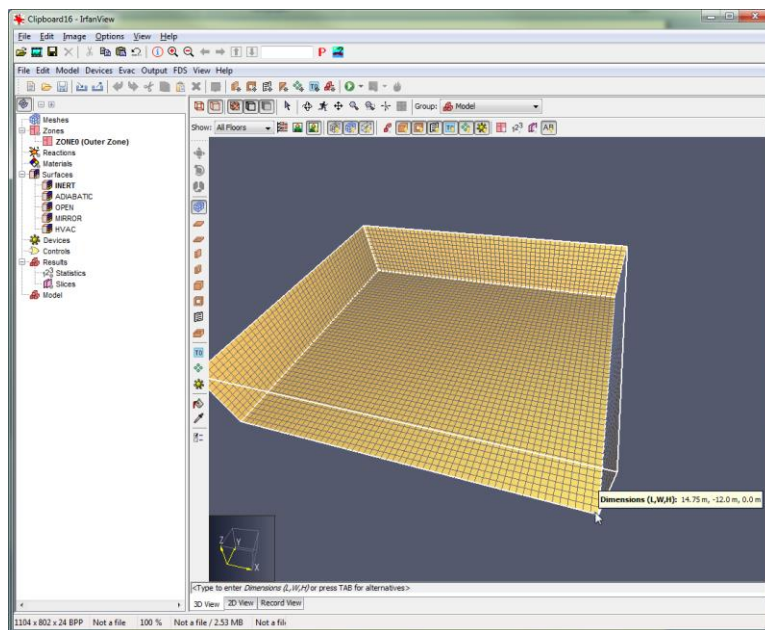 Clipboard16 - IrfanView
File Edit Image Options View Help
P
File Edit Model Devices Evac Output FDS View Help
Group: Model
Show: All Floors
Meshes
Zones
ZONE0 (Outer Zone)
Reactions
Materials
Surfaces
INERT
ADIABATIC
OPEN
MIRROR
HVAC
Devices
Controls
Results
Statistics
Slices
Model
Dimensions (L,W,H): 14.75 m, -12.0 m, 0.0 m
Z
Y
X
<Type to enter Dimensions (L,W,H) or press TAB for alternatives>
3D View 2D View Record View
1104 x 802 x 24 BPP Not a file 100 % Not a file / 2.53 MB Not a fil